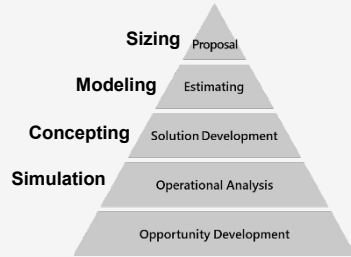 Sizing
Proposal
Modeling
Estimating
Concepting
Solution Development
Simulation
Operational Analysis
Opportunity Development